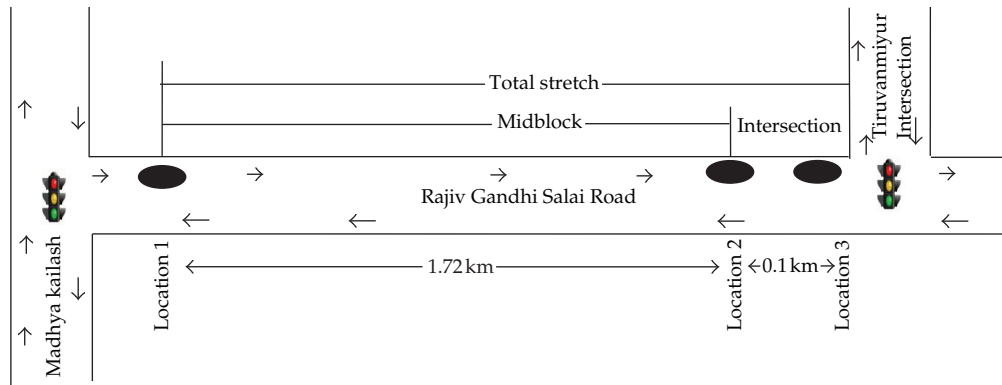 Total stretch
Midblock
Intersection
Tiruvanmiyur
Intersection
Rajiv Gandhi Salai Road
Madhya kailash
Location 1
1.72 km
Location 2
0.1 km
Location 3